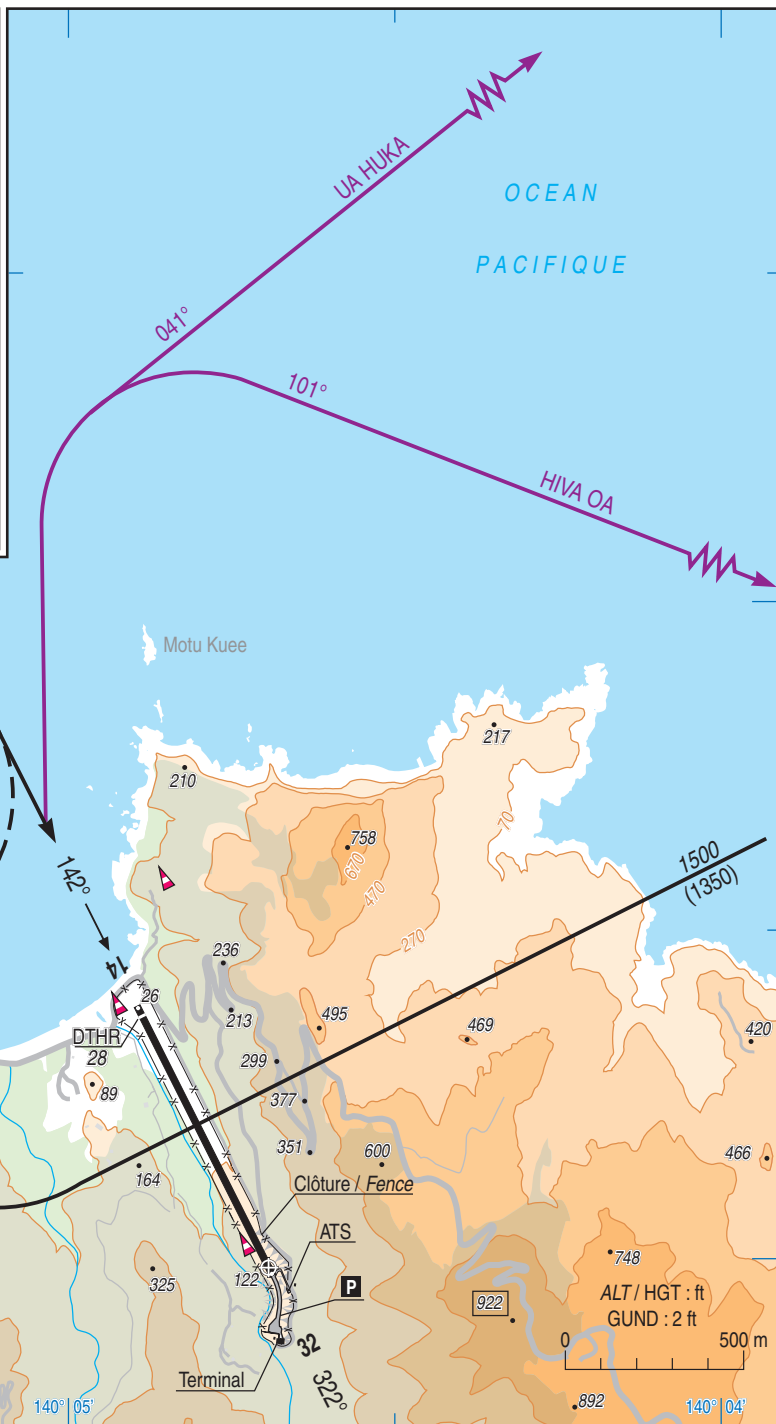 UA HUKA
OCEAN
PACIFIQUE
041°
101°
HIVA OA
Motu Kuee
217
210
70
758
670
470
1500
(1350)
142°
270
14
236
26
213
495
469
420
DTHR
28
299
89
377
351
600
466
164
Clôture / Fence
ATS
748
325
122
P
ALT / HGT : ft
922
GUND : 2 ft
0
500 m
32
Terminal
322°
892
140° 05'
140° 04'